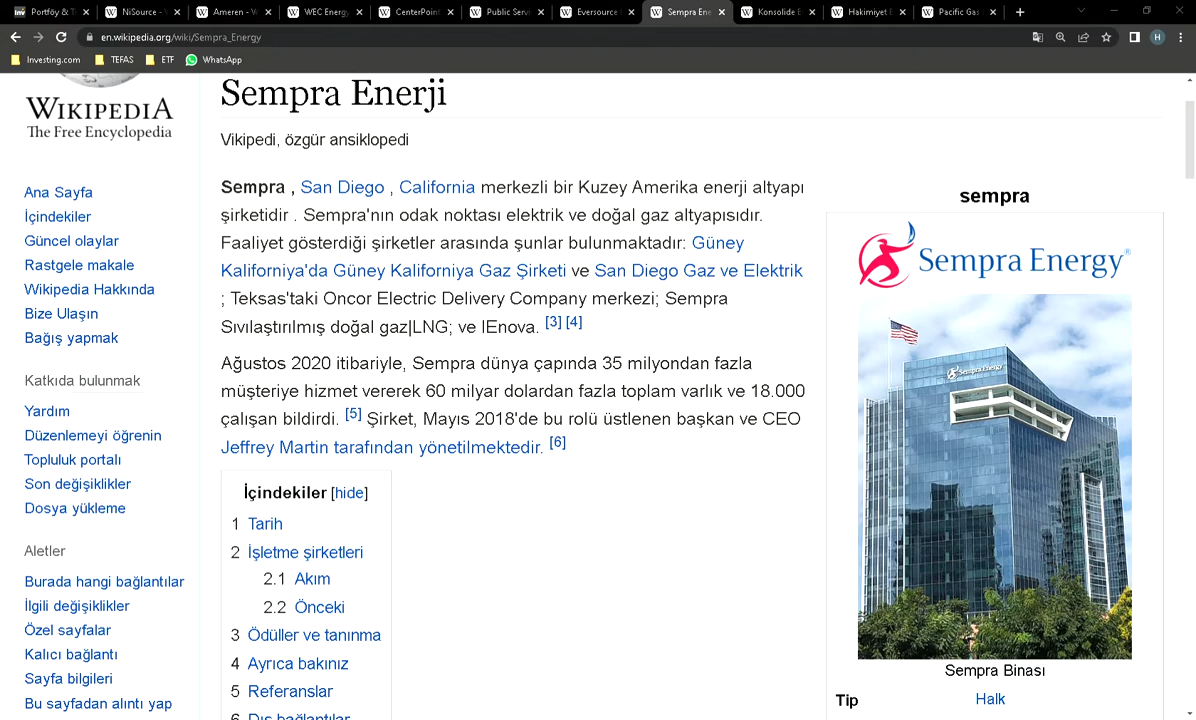 Portföy & T
NiSource - V
Ameren - V
WEC Energy
CenterPoint
Public Servi
Eversource
Sempra Ene
Konsolide E
Hakimiyet E
Pacific Gas
en.wikipedia.org/wiki/Sempra_Energy
H
Investing.com
TEFAS
ETF
WhatsApp
WIKIPEDIA
The Free Encyclopedia
Ana Sayfa
İçindekiler
Güncel olaylar
Rastgele makale
Wikipedia Hakkında
Bize Ulaşın
Bağış yapmak
Katkıda bulunmak
Yardım
Düzenlemeyi öğrenin
Topluluk portalı
Son değişiklikler
Dosya yükleme
Aletler
Burada hangi bağlantılar
İlgili değişiklikler
Özel sayfalar
Kalıcı bağlantı
Sayfa bilgileri
Bu sayfadan alıntı yap
Sempra Enerji
Vikipedi, özgür ansiklopedi
Sempra , San Diego , California merkezli bir Kuzey Amerika enerji altyapı
şirketidir . Sempra'nın odak noktası elektrik ve doğal gaz altyapısıdır.
Faaliyet gösterdiği şirketler arasında şunlar bulunmaktadır: Güney
Kaliforniya'da Güney Kaliforniya Gaz Şirketi ve San Diego Gaz ve Elektrik
; Teksas'taki Oncor Electric Delivery Company merkezi; Sempra
Sıvılaştırılmış doğal gaz|LNG; ve IEnova. [3] [4]
Ağustos 2020 itibariyle, Sempra dünya çapında 35 milyondan fazla
müşteriye hizmet vererek 60 milyar dolardan fazla toplam varlık ve 18.000
çalışan bildirdi. [5] Şirket, Mayıs 2018'de bu rolü üstlenen başkan ve CEO
Jeffrey Martin tarafından yönetilmektedir. [6]
İçindekiler [hide]
1 Tarih
2 İşletme şirketleri
2.1 Akım
2.2 Önceki
3 Ödüller ve tanınma
4 Ayrıca bakınız
5 Referanslar
6 Dış bağlantılar
sempra
Sempra Energy®
Sempra Energy
Sempra Binası
Tip Halk